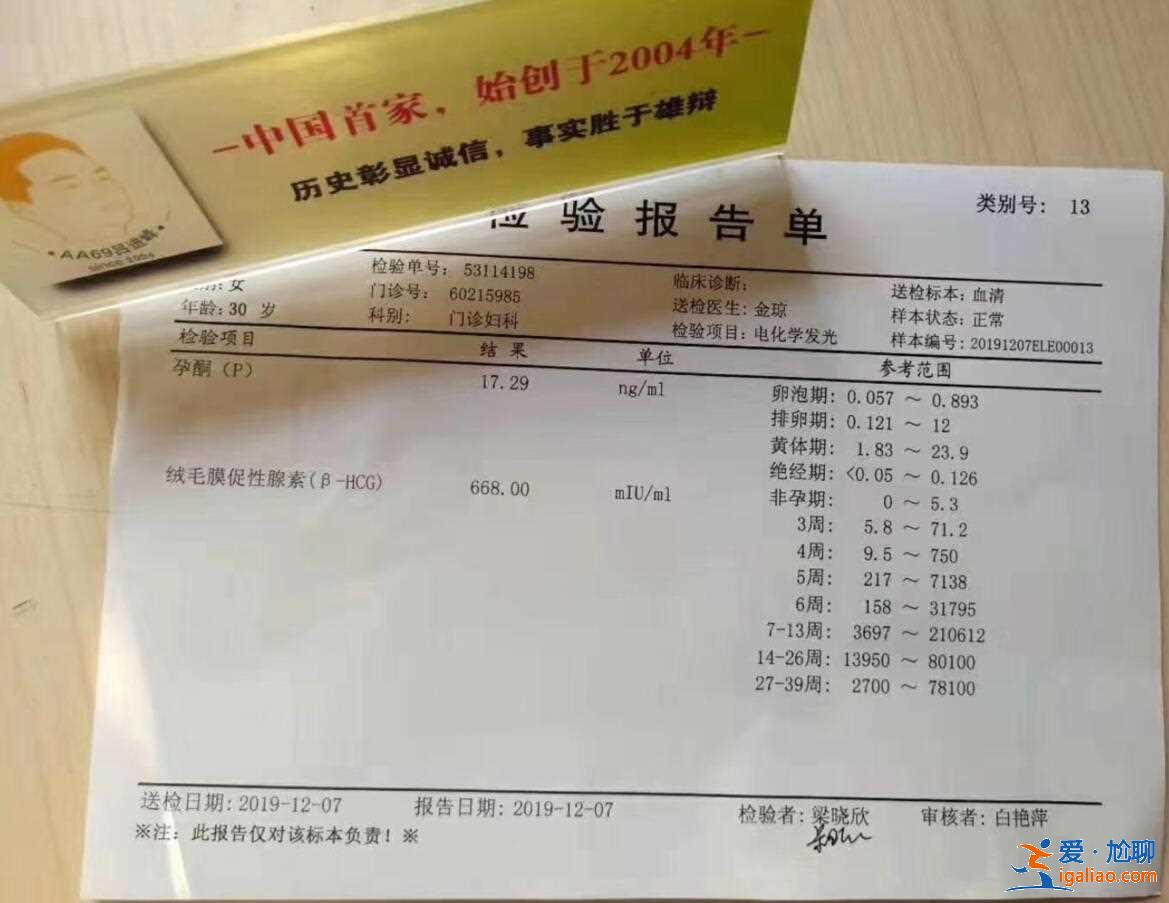 -中国首家，始创于2004年-
历史彰显诚信，事实胜于雄辩
SINCE 2004
检验报告单
类别号: 13
女 检验单号: 53114198 临床诊断: 送检标本: 血清
年龄: 30 岁 门诊号: 60215985 送检医生: 金琼 样本状态: 正常
科别: 门诊妇科 检验项目: 电化学发光 样本编号: 20191207ELE00013
检验项目 结果 单位 参考范围
孕酮(P) 17.29 ng/ml 卵泡期: 0.057 ～ 0.893
排卵期: 0.121 ～ 12
黄体期: 1.83 ～ 23.9
绝经期: <0.05 ～ 0.126
绒毛膜促性腺素(β-HCG) 668.00 mIU/ml 非孕期: 0 ～ 5.3
3周: 5.8 ～ 71.2
4周: 9.5 ～ 750
5周: 217 ～ 7138
6周: 158 ～ 31795
7-13周: 3697 ～ 210612
14-26周: 13950 ～ 80100
27-39周: 2700 ～ 78100
送检日期: 2019-12-07 报告日期: 2019-12-07 检验者: 梁晓欣 审核者: 白艳萍
※注: 此报告仅对该标本负责! ※
爱·尬聊
igaliao.com